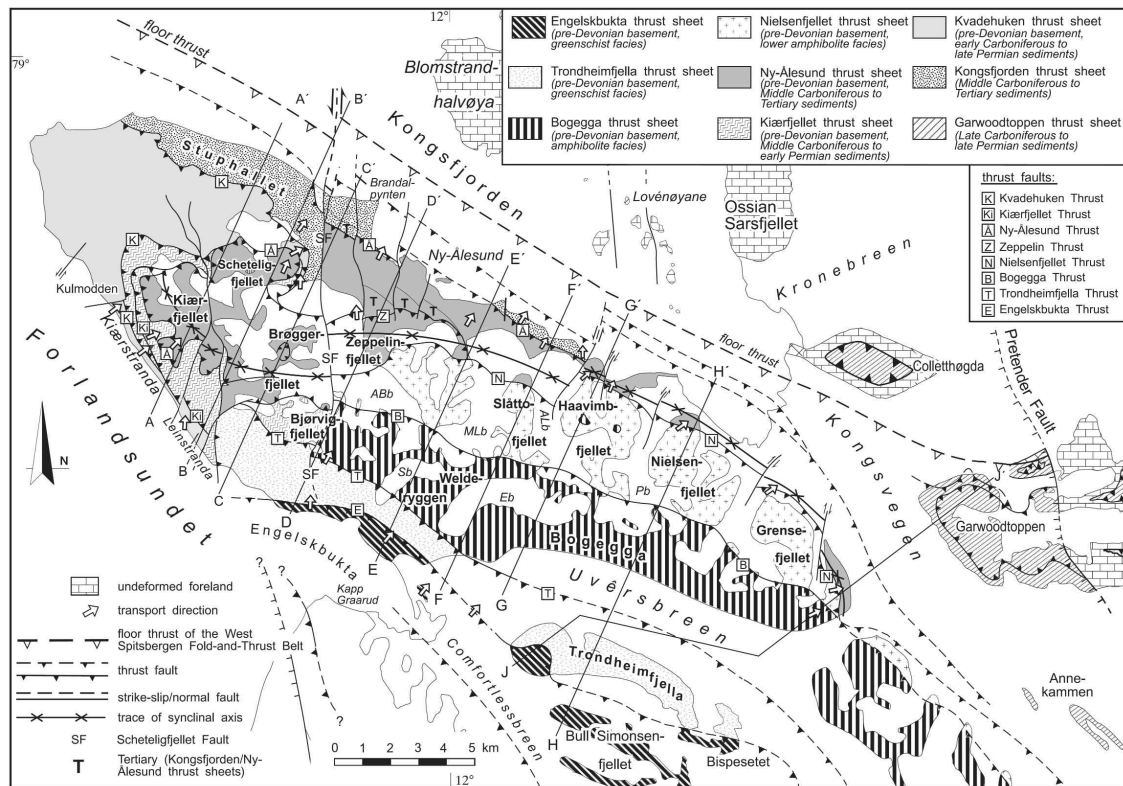 12°
79°
floor thrust
Blomstrand-
halvøya
Engelskbukta thrust sheet
(pre-Devonian basement,
greenschist facies)
Trondheimfjella thrust sheet
(pre-Devonian basement,
greenschist facies)
Bogegga thrust sheet
(pre-Devonian basement,
amphibolite facies)
Nielsenfjellet thrust sheet
(pre-Devonian basement,
lower amphibolite facies)
Ny-Ålesund thrust sheet
(pre-Devonian basement,
Middle Carboniferous to
Tertiary sediments)
Kiærfjellet thrust sheet
(pre-Devonian basement,
Middle Carboniferous to
early Permian sediments)
Kvadehuken thrust sheet
(pre-Devonian basement,
early Carboniferous to
late Permian sediments)
Kongsfjorden thrust sheet
(Middle Carboniferous to
Tertiary sediments)
Garwoodtoppen thrust sheet
(Late Carboniferous to
late Permian sediments)
thrust faults:
K Kvadehuken Thrust
Ki Kiærfjellet Thrust
A Ny-Ålesund Thrust
Z Zeppelin Thrust
N Nielsenfjellet Thrust
B Bogegga Thrust
T Trondheimfjella Thrust
E Engelskbukta Thrust
A´
B´
C´
D´
E´
F´
G´
H´
Kongsfjorden
Stuphallet
Brandal-
pynten
Lovénøyane
Ossian
Sarsfjellet
Kronebreen
K
SF
T
A
Ny-Ålesund
K
A
Schetelig-
fjellet
Kulmodden
Kiær-
fjellet
K
Ki
A
Kiærstranda
T
T
T
Z
Brøgger-
fjellet
SF
Zeppelin-
fjellet
A
floor thrust
Colletthøgda
Pretender Fault
Forlandsundet
N
Slåtto-
fjellet
ALb
Haavimb-
fjellet
ABb
B
MLb
Nielsen-
fjellet
N
Kongsvegen
Garwoodtoppen
A
Ki
Leinstranda
B
C
Bjørvig-
fjellet
T
SF
T
Sb
Welde-
ryggen
Eb
Pb
Bogegga
Grense-
fjellet
N
B
N
D
E
Engelskbukta
E
Kapp
Graarud
F
G
T
Uvêrsbreen
Comfortlessbreen
J
Trondheimfjella
H
Bull Simonsen-
fjellet
Bispesetet
Anne-
kammen
?
?
?
N
undeformed foreland
transport direction
floor thrust of the West
Spitsbergen Fold-and-Thrust Belt
thrust fault
strike-slip/normal fault
trace of synclinal axis
SF Scheteligfjellet Fault
T Tertiary (Kongsfjorden/Ny-
Ålesund thrust sheets)
0 1 2 3 4 5 km
12°